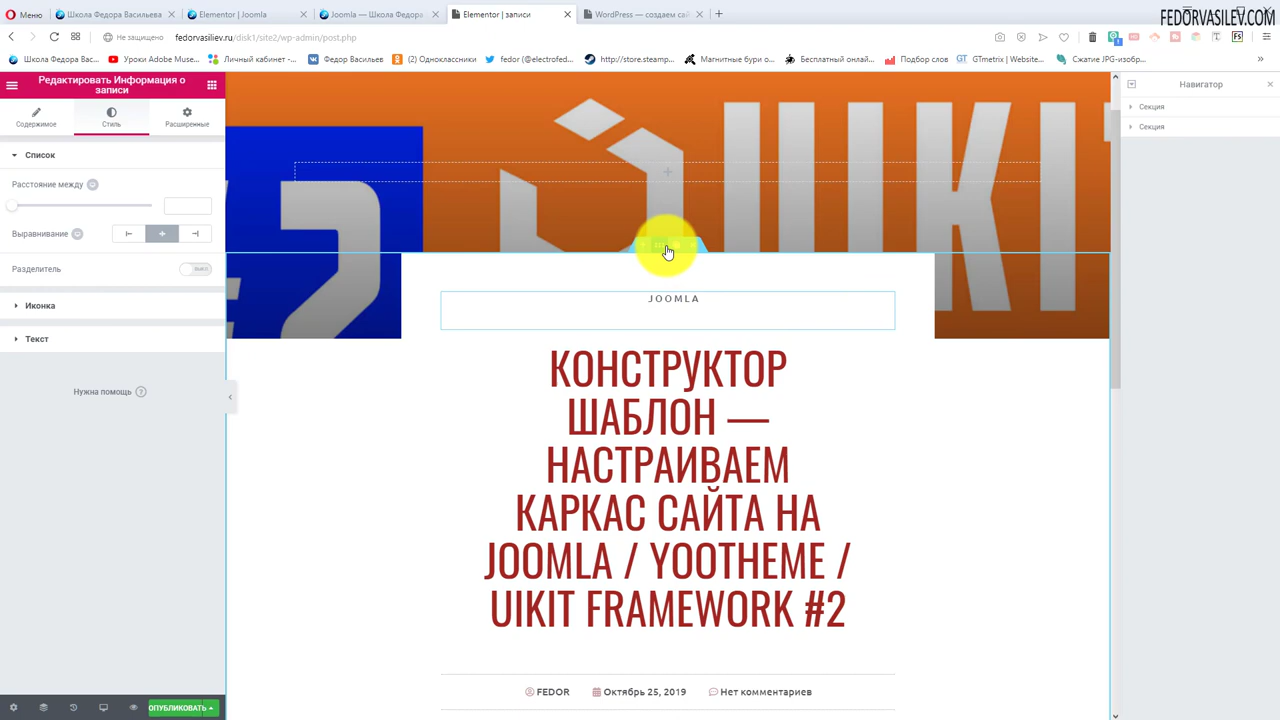 Меню
Школа Федора Васильева
Elementor | Joomla
Joomla — Школа Федора
Elementor | записи
WordPress — создаем сай
FEDORVASILEV.COM
Не защищено
fedorvasiliev.ru/disk1/site2/wp-admin/post.php
Школа Федора Васи...
Уроки Adobe Muse...
Личный кабинет -...
Федор Васильев
(2) Одноклассники
fedor (@electrofed...
http://store.steamp...
Магнитные бури о...
Бесплатный онлай...
Подбор слов
GTmetrix | Website...
Сжатие JPG-изобр...
Редактировать Информация о
записи
Содержимое
Стиль
Расширенные
Список
Расстояние между
Выравнивание
Разделитель
Иконка
Текст
Нужна помощь
ОПУБЛИКОВАТЬ
Навигатор
Секция
Секция
#2
UIKI
JOOMLA
КОНСТРУКТОР
ШАБЛОН —
НАСТРАИВАЕМ
КАРКАС САЙТА НА
JOOMLA / YOOTHEME /
UIKIT FRAMEWORK #2
FEDOR
Октябрь 25, 2019
Нет комментариев